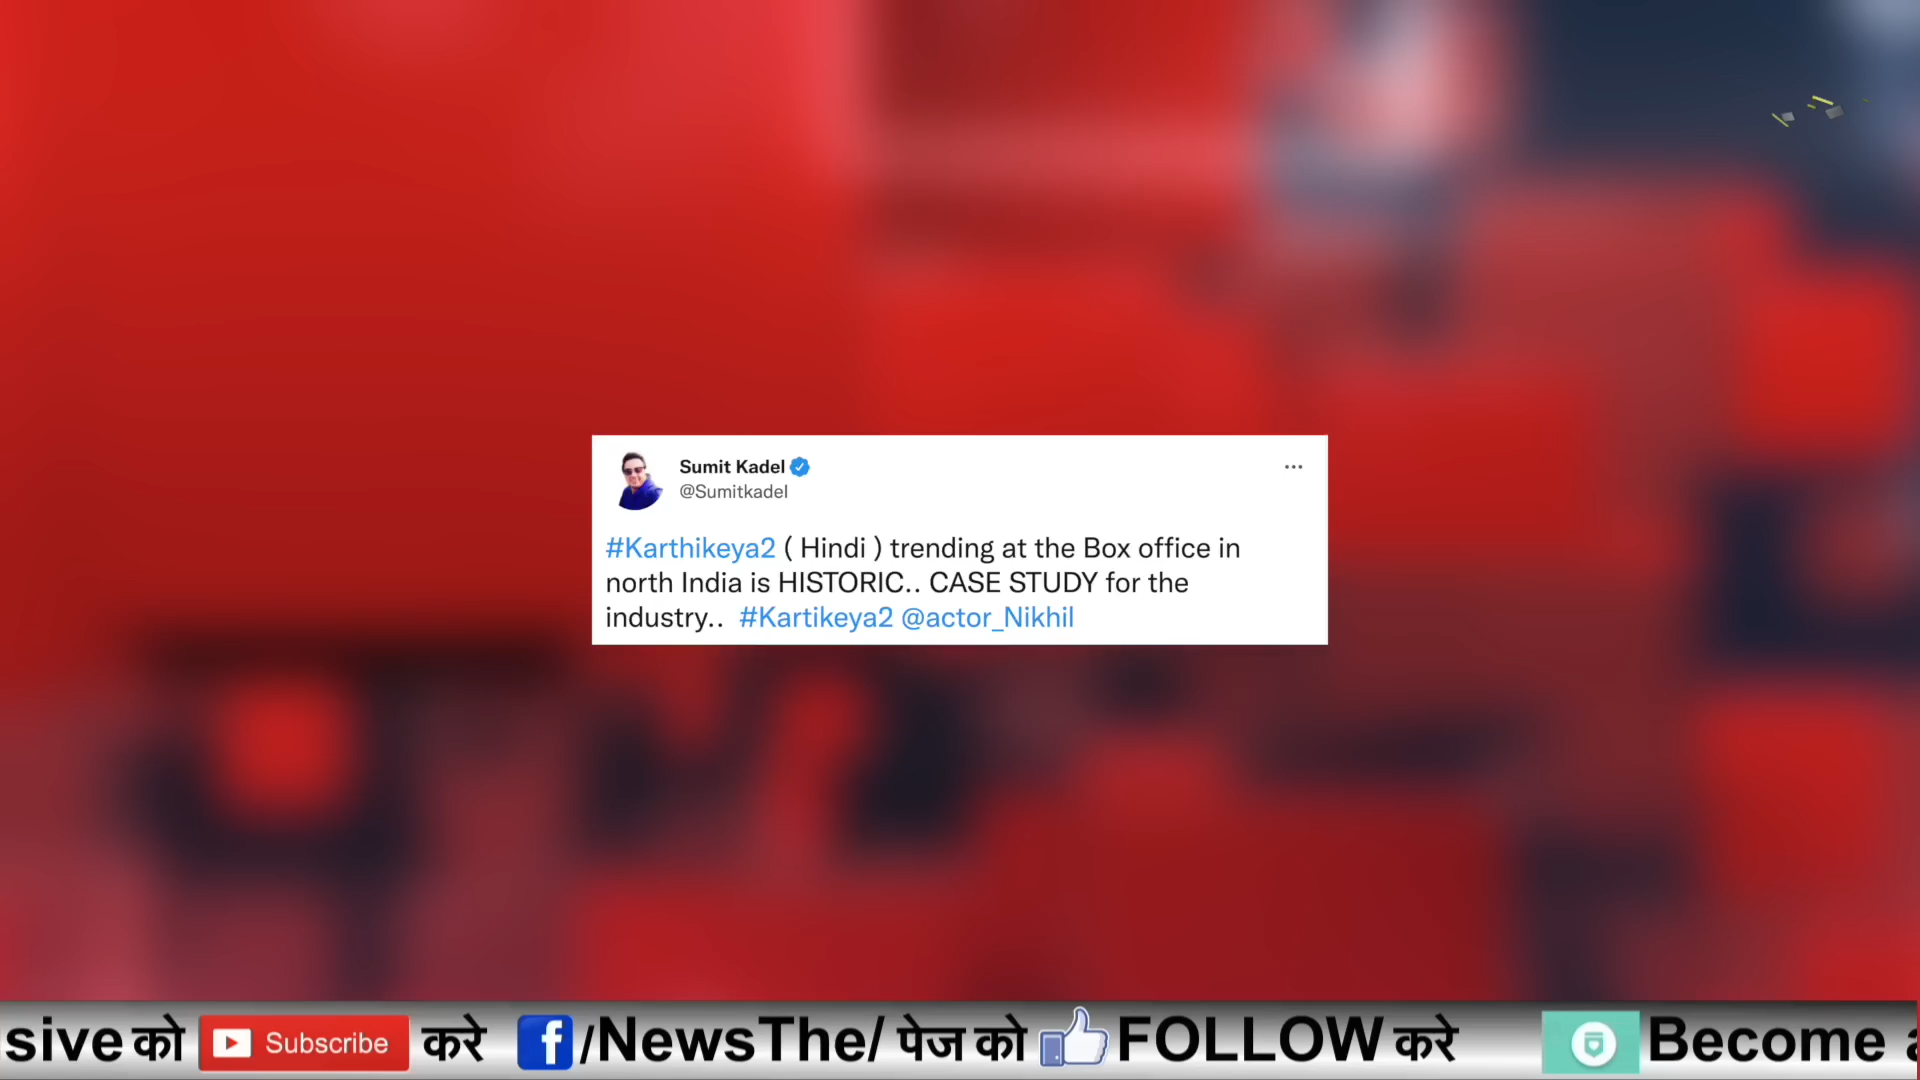 Sumit Kadel
@Sumitkadel
#Karthikeya2 ( Hindi ) trending at the Box office in
north India is HISTORIC.. CASE STUDY for the
industry.. #Kartikeya2 @actor_Nikhil
sive को Subscribe करे /NewsThe/ पेज को FOLLOW करे Become a